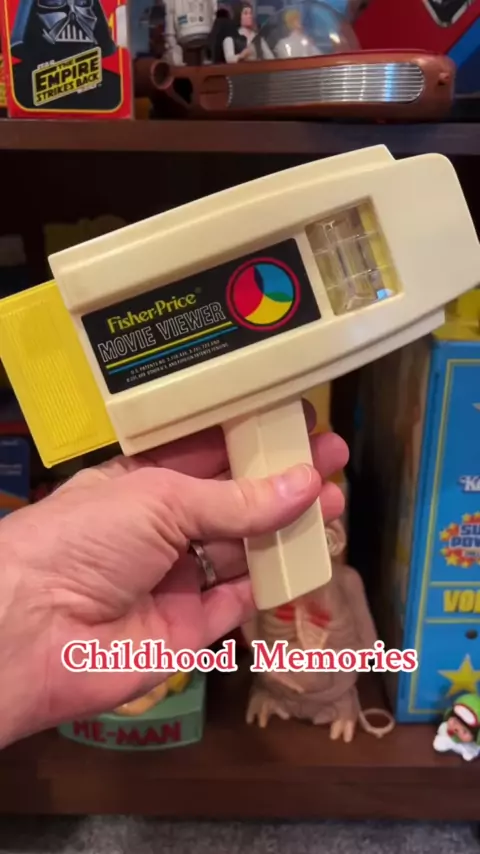 STAR WARS
THE
EMPIRE
STRIKES BACK
Fisher-Price®
MOVIE VIEWER
Childhood Memories
HE-MAN